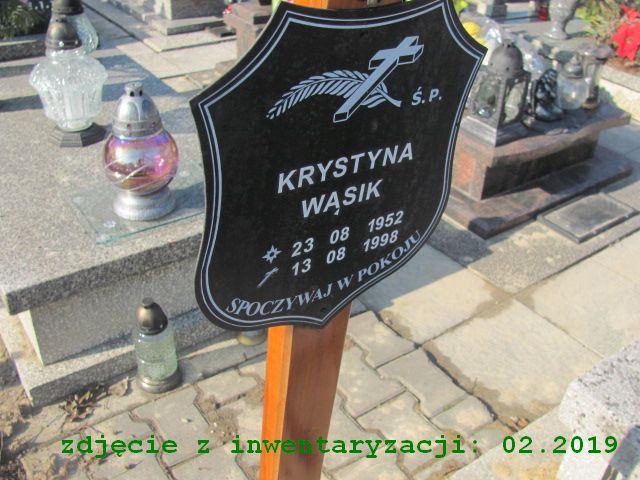 Ś. P.
KRYSTYNA
WĄSIK
23 08 1952
13 08 1998
SPOCZYWAJ W POKOJU
zdjęcie z inwentaryzacji: 02.2019